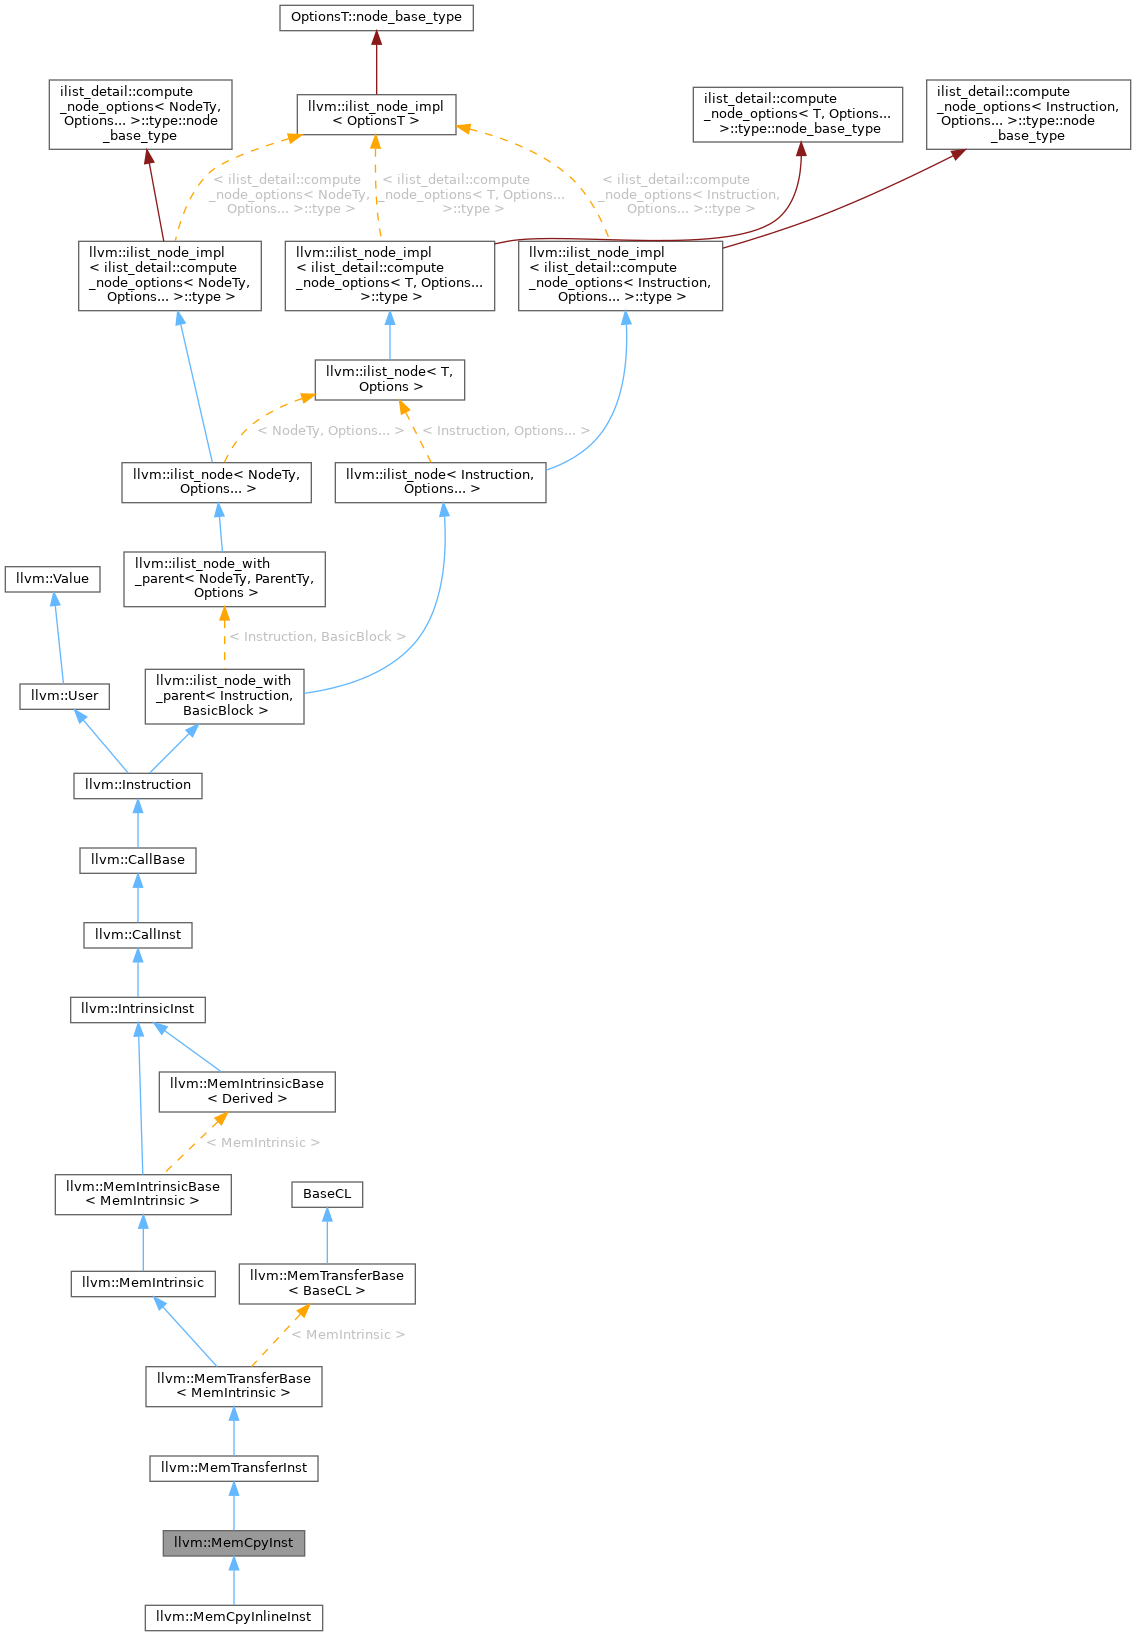 OptionsT::node_base_type
ilist_detail::compute
_node_options< NodeTy,
Options... >::type::node
_base_type
llvm::ilist_node_impl
< OptionsT >
ilist_detail::compute
_node_options< T, Options...
>::type::node_base_type
ilist_detail::compute
_node_options< Instruction,
Options... >::type::node
_base_type
< ilist_detail::compute
_node_options< NodeTy,
Options... >::type >
< ilist_detail::compute
_node_options< T, Options...
>::type >
< ilist_detail::compute
_node_options< Instruction,
Options... >::type >
llvm::ilist_node_impl
< ilist_detail::compute
_node_options< NodeTy,
Options... >::type >
llvm::ilist_node_impl
< ilist_detail::compute
_node_options< T, Options...
>::type >
llvm::ilist_node_impl
< ilist_detail::compute
_node_options< Instruction,
Options... >::type >
llvm::ilist_node< T,
Options >
< NodeTy, Options... >
< Instruction, Options... >
llvm::ilist_node< NodeTy,
Options... >
llvm::ilist_node< Instruction,
Options... >
llvm::ilist_node_with
_parent< NodeTy, ParentTy,
Options >
llvm::Value
< Instruction, BasicBlock >
llvm::User
llvm::ilist_node_with
_parent< Instruction,
BasicBlock >
llvm::Instruction
llvm::CallBase
llvm::CallInst
llvm::IntrinsicInst
llvm::MemIntrinsicBase
< Derived >
< MemIntrinsic >
llvm::MemIntrinsicBase
< MemIntrinsic >
BaseCL
llvm::MemIntrinsic
llvm::MemTransferBase
< BaseCL >
< MemIntrinsic >
llvm::MemTransferBase
< MemIntrinsic >
llvm::MemTransferInst
llvm::MemCpyInst
llvm::MemCpyInlineInst